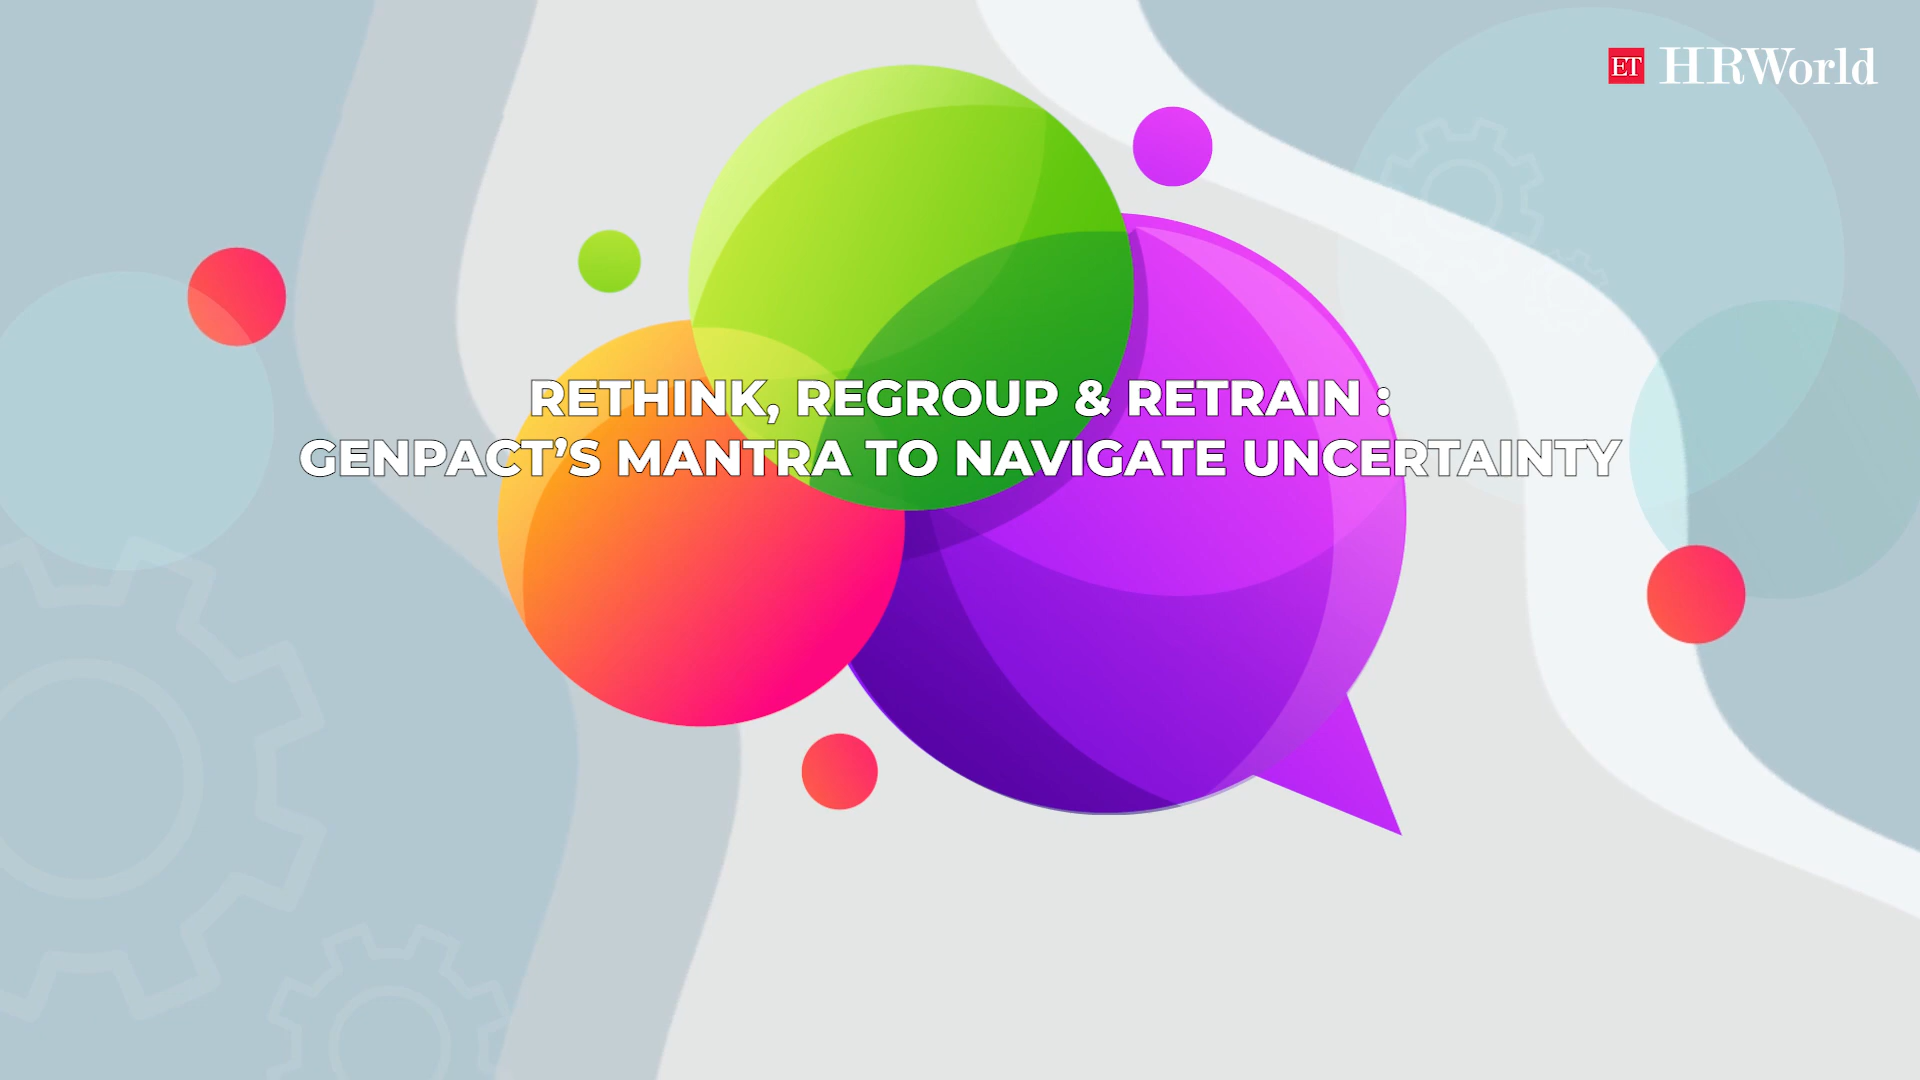 ET HRWorld
RETHINK, REGROUP & RETRAIN :
GENPACT’S MANTRA TO NAVIGATE UNCERTAINTY